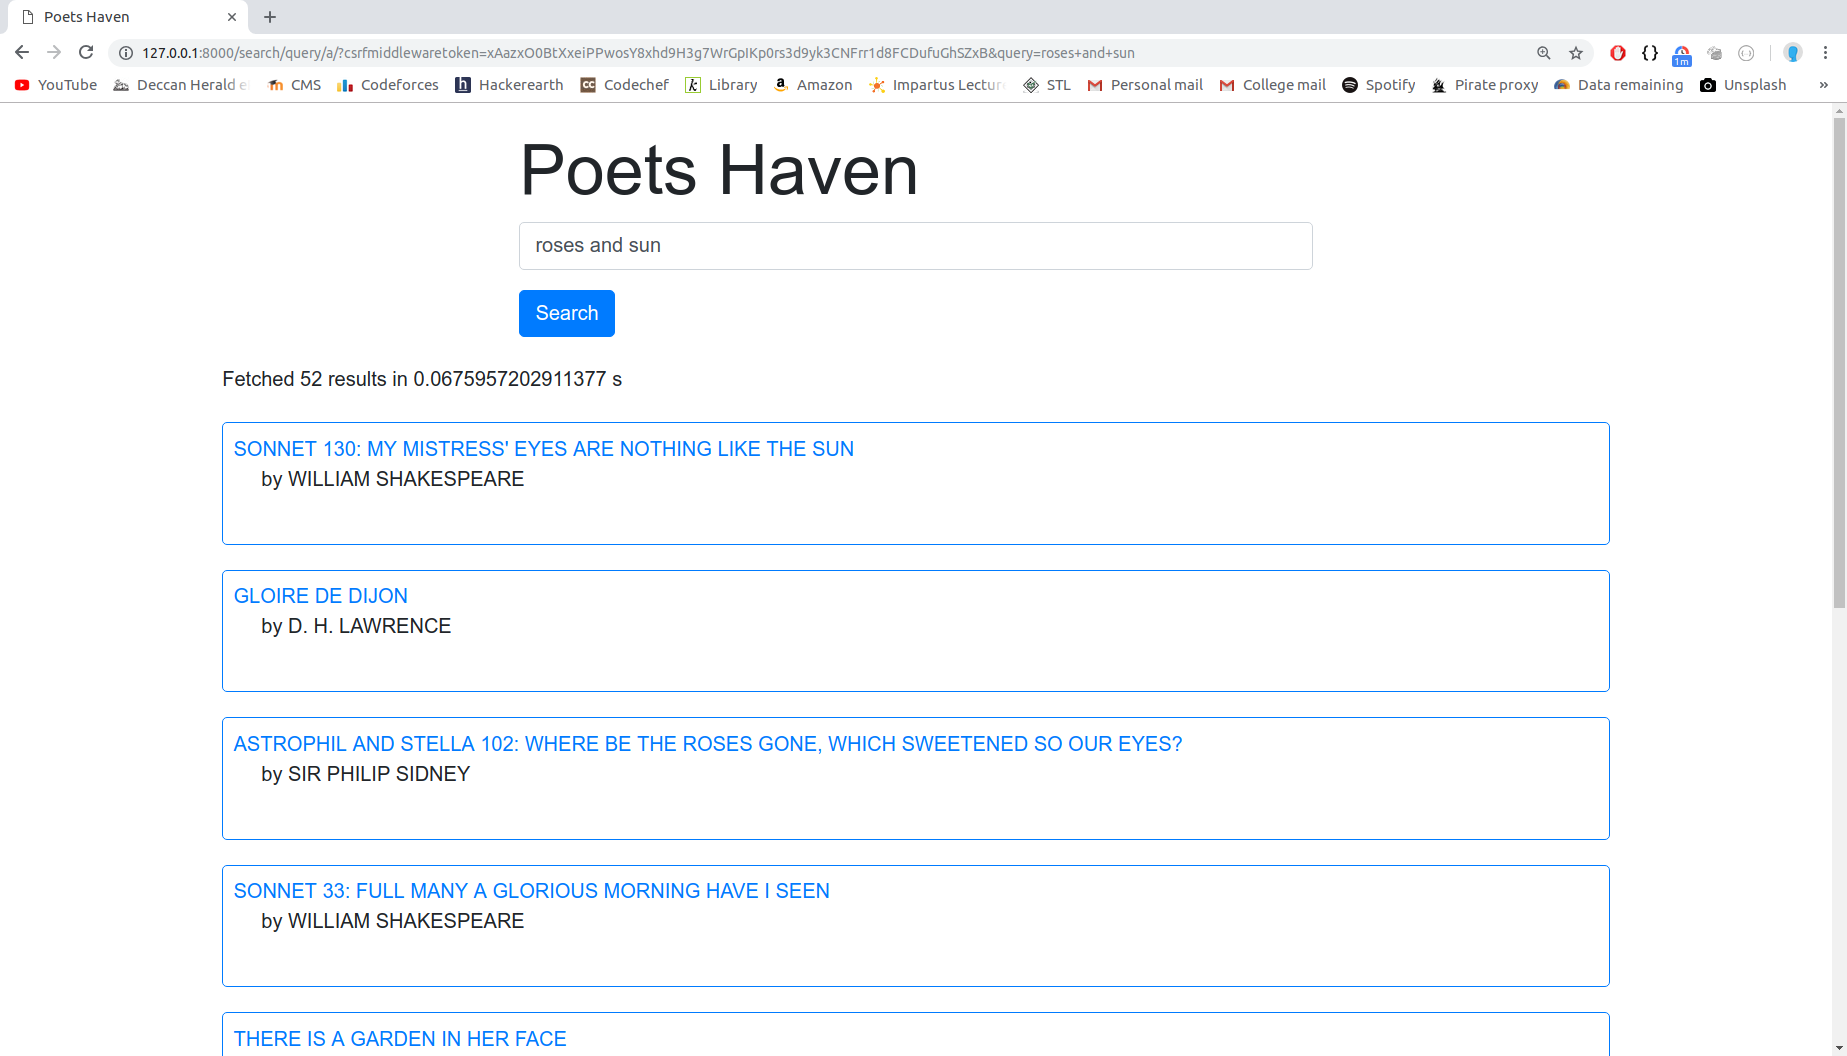 Poets Haven
127.0.0.1:8000/search/query/a/?csrfmiddlewaretoken=xAazxO0BtXxeiPPwosY8xhd9H3g7WrGpIKp0rs3d9yk3CNFrr1d8FCDufuGhSZxB&query=roses+and+sun
1m
YouTube Deccan Herald CMS Codeforces Hackerearth Codechef Library Amazon Impartus Lectur STL Personal mail College mail Spotify Pirate proxy Data remaining Unsplash »
Poets Haven
roses and sun
Search
Fetched 52 results in 0.0675957202911377 s
SONNET 130: MY MISTRESS' EYES ARE NOTHING LIKE THE SUN
by WILLIAM SHAKESPEARE
GLOIRE DE DIJON
by D. H. LAWRENCE
ASTROPHIL AND STELLA 102: WHERE BE THE ROSES GONE, WHICH SWEETENED SO OUR EYES?
by SIR PHILIP SIDNEY
SONNET 33: FULL MANY A GLORIOUS MORNING HAVE I SEEN
by WILLIAM SHAKESPEARE
THERE IS A GARDEN IN HER FACE